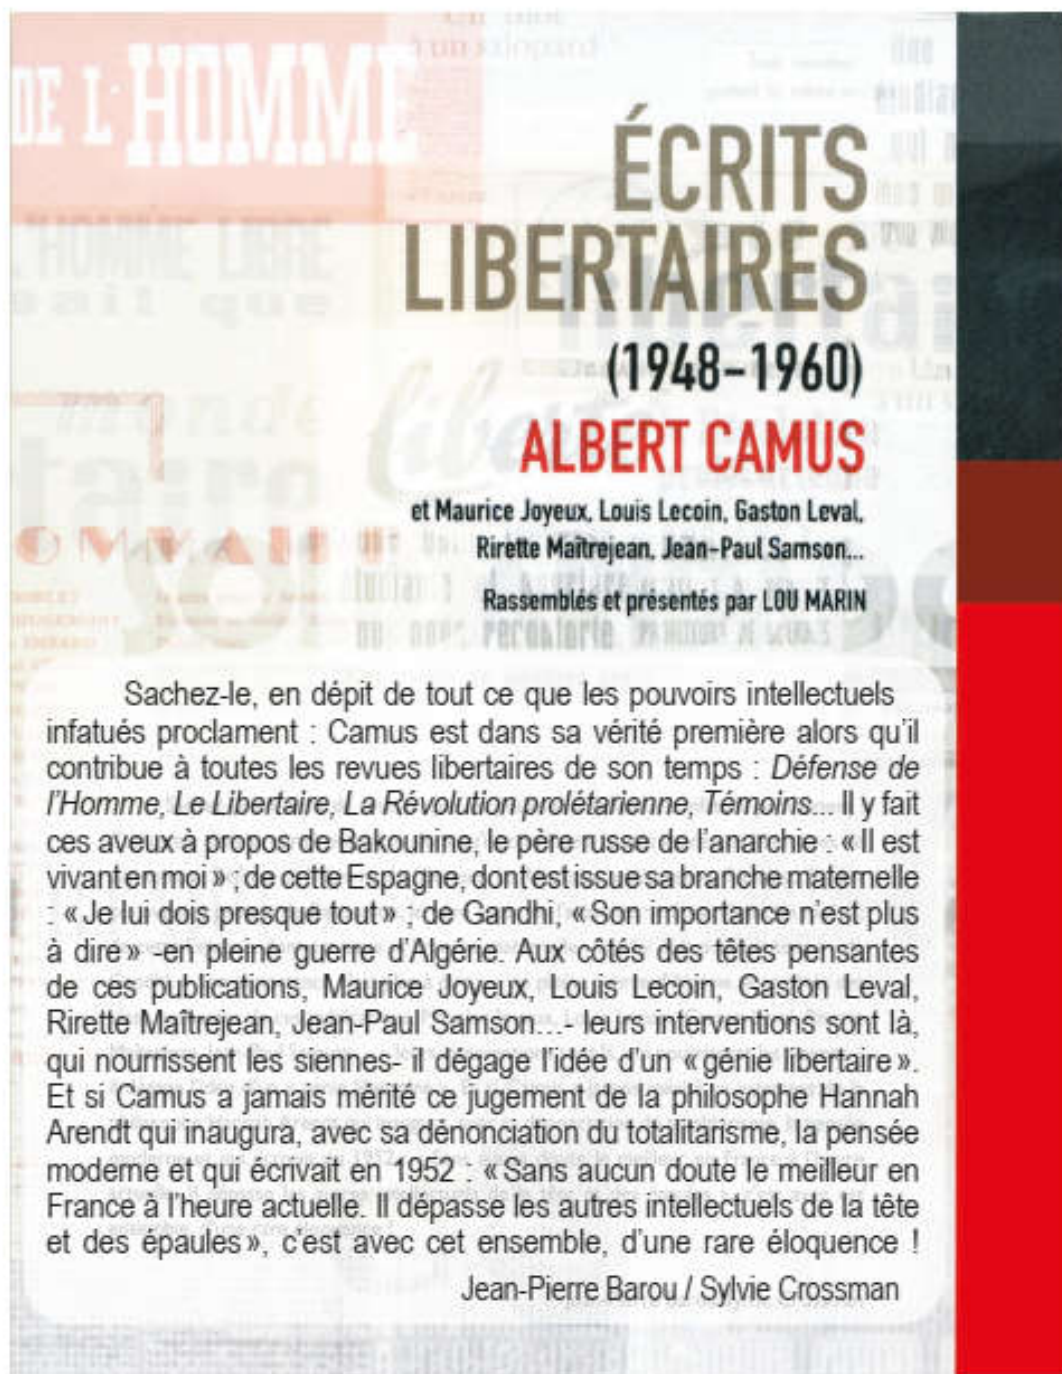 DE L'HOMME
ÉCRITS
LIBERTAIRES
(1948-1960)
ALBERT CAMUS
et Maurice Joyeux, Louis Lecoin, Gaston Leval,
Rirette Maîtrejean, Jean-Paul Samson...
Rassemblés et présentés par LOU MARIN
Sachez-le, en dépit de tout ce que les pouvoirs intellectuels
infatués proclament : Camus est dans sa vérité première alors qu'il
contribue à toutes les revues libertaires de son temps : Défense de
l'Homme, Le Libertaire, La Révolution prolétarienne, Témoins... Il y fait
ces aveux à propos de Bakounine, le père russe de l'anarchie : « Il est
vivant en moi » ; de cette Espagne, dont est issue sa branche maternelle
: « Je lui dois presque tout » ; de Gandhi, « Son importance n'est plus
à dire » -en pleine guerre d'Algérie. Aux côtés des têtes pensantes
de ces publications, Maurice Joyeux, Louis Lecoin, Gaston Leval,
Rirette Maîtrejean, Jean-Paul Samson...- leurs interventions sont là,
qui nourrissent les siennes- il dégage l'idée d'un « génie libertaire ».
Et si Camus a jamais mérité ce jugement de la philosophe Hannah
Arendt qui inaugura, avec sa dénonciation du totalitarisme, la pensée
moderne et qui écrivait en 1952 : « Sans aucun doute le meilleur en
France à l'heure actuelle. Il dépasse les autres intellectuels de la tête
et des épaules », c'est avec cet ensemble, d'une rare éloquence !
Jean-Pierre Barou / Sylvie Crossman